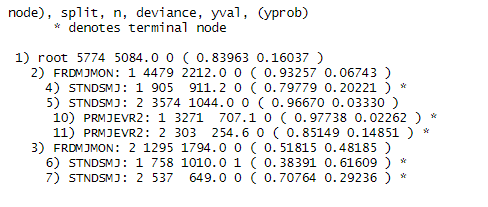 node), split, n, deviance, yval, (yprob)
* denotes terminal node
1) root 5774 5084.0 0 ( 0.83963 0.16037 )
2) FRDMJMON: 1 4479 2212.0 0 ( 0.93257 0.06743 )
4) STNDSMJ: 1 905 911.2 0 ( 0.79779 0.20221 ) *
5) STNDSMJ: 2 3574 1044.0 0 ( 0.96670 0.03330 )
10) PRMJEVR2: 1 3271 707.1 0 ( 0.97738 0.02262 ) *
11) PRMJEVR2: 2 303 254.6 0 ( 0.85149 0.14851 ) *
3) FRDMJMON: 2 1295 1794.0 0 ( 0.51815 0.48185 )
6) STNDSMJ: 1 758 1010.0 1 ( 0.38391 0.61609 ) *
7) STNDSMJ: 2 537 649.0 0 ( 0.70764 0.29236 ) *